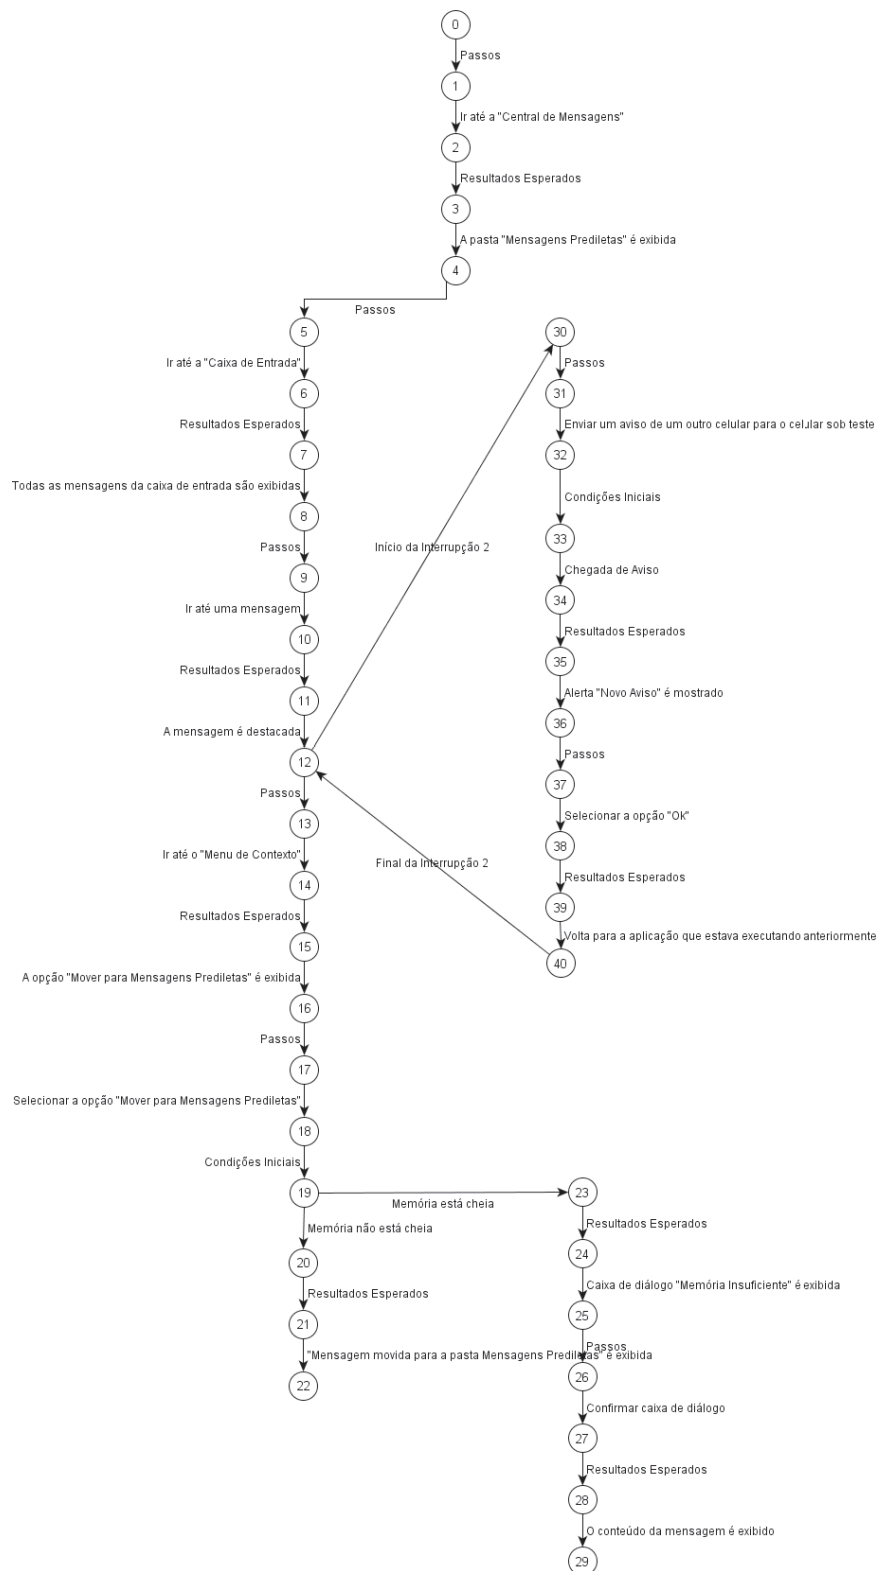 0
Passos
1
Ir até a "Central de Mensagens"
2
Resultados Esperados
3
A pasta "Mensagens Prediletas" é exibida
4
Passos
5
Ir até a "Caixa de Entrada"
6
Resultados Esperados
7
Todas as mensagens da caixa de entrada são exibidas
8
Passos
9
Ir até uma mensagem
10
Resultados Esperados
11
A mensagem é destacada
12
Início da Interrupção 2
30
Passos
31
Enviar um aviso de um outro celular para o celular sob teste
32
Condições Iniciais
33
Chegada de Aviso
34
Resultados Esperados
35
Alerta "Novo Aviso" é mostrado
36
Passos
37
Selecionar a opção "Ok"
38
Resultados Esperados
39
Volta para a aplicação que estava executando anteriormente
40
Final da Interrupção 2
Passos
13
Ir até o "Menu de Contexto"
14
Resultados Esperados
15
A opção "Mover para Mensagens Prediletas" é exibida
16
Passos
17
Selecionar a opção "Mover para Mensagens Prediletas"
18
Condições Iniciais
19
Memória não está cheia
20
Resultados Esperados
21
"Mensagem movida para a pasta Mensagens Prediletas" é exibida
22
Memória está cheia
23
Resultados Esperados
24
Caixa de diálogo "Memória Insuficiente" é exibida
25
Passos
26
Confirmar caixa de diálogo
27
Resultados Esperados
28
O conteúdo da mensagem é exibido
29